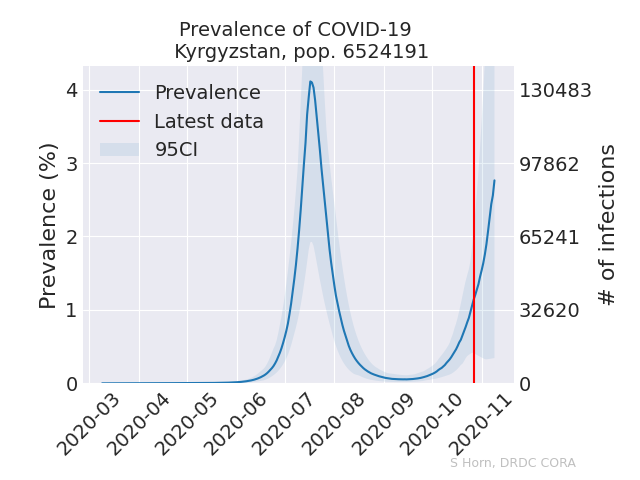 Prevalence of COVID-19
Kyrgyzstan, pop. 6524191
Prevalence
Latest data
95CI
Prevalence (%)
4
3
2
1
0
130483
97862
65241
32620
0
# of infections
2020-03
2020-04
2020-05
2020-06
2020-07
2020-08
2020-09
2020-10
2020-11
S Horn, DRDC CORA